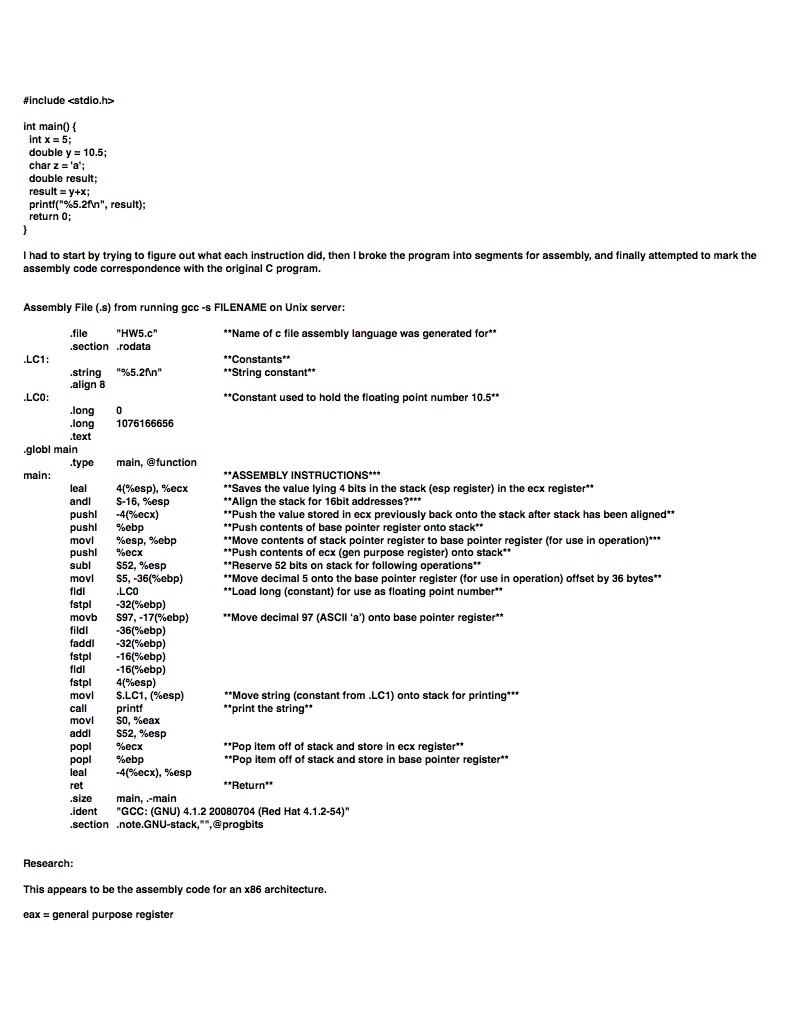 #include <stdio.h>
int main() {
int x = 5;
double y = 10.5;
char z = 'a';
double result;
result = y+x;
printf("%5.2f\n", result);
return 0;
}
I had to start by trying to figure out what each instruction did, then I broke the program into segments for assembly, and finally attempted to mark the
assembly code correspondence with the original C program.
Assembly File (.s) from running gcc -s FILENAME on Unix server:
.file "HW5.c" **Name of c file assembly language was generated for**
.section .rodata
.LC1: **Constants**
.string "%5.2f\n" **String constant**
.align 8
.LC0: **Constant used to hold the floating point number 10.5**
.long 0
.long 1076166656
.text
.globl main
.type main, @function
main: **ASSEMBLY INSTRUCTIONS***
leal 4(%esp), %ecx **Saves the value lying 4 bits in the stack (esp register) in the ecx register**
andl $-16, %esp **Align the stack for 16bit addresses?***
pushl -4(%ecx) **Push the value stored in ecx previously back onto the stack after stack has been aligned**
pushl %ebp **Push contents of base pointer register onto stack**
movl %esp, %ebp **Move contents of stack pointer register to base pointer register (for use in operation)***
pushl %ecx **Push contents of ecx (gen purpose register) onto stack**
subl $52, %esp **Reserve 52 bits on stack for following operations**
movl $5, -36(%ebp) **Move decimal 5 onto the base pointer register (for use in operation) offset by 36 bytes**
fldl .LC0 **Load long (constant) for use as floating point number**
fstpl -32(%ebp)
movb $97, -17(%ebp) **Move decimal 97 (ASCII 'a') onto base pointer register**
fildl -36(%ebp)
faddl -32(%ebp)
fstpl -16(%ebp)
fldl -16(%ebp)
fstpl 4(%esp)
movl $.LC1, (%esp) **Move string (constant from .LC1) onto stack for printing***
call printf **print the string**
movl $0, %eax
addl $52, %esp
popl %ecx **Pop item off of stack and store in ecx register**
popl %ebp **Pop item off of stack and store in base pointer register**
leal -4(%ecx), %esp
ret **Return**
.size main, .-main
.ident "GCC: (GNU) 4.1.2 20080704 (Red Hat 4.1.2-54)"
.section .note.GNU-stack,"",@progbits
Research:
This appears to be the assembly code for an x86 architecture.
eax = general purpose register